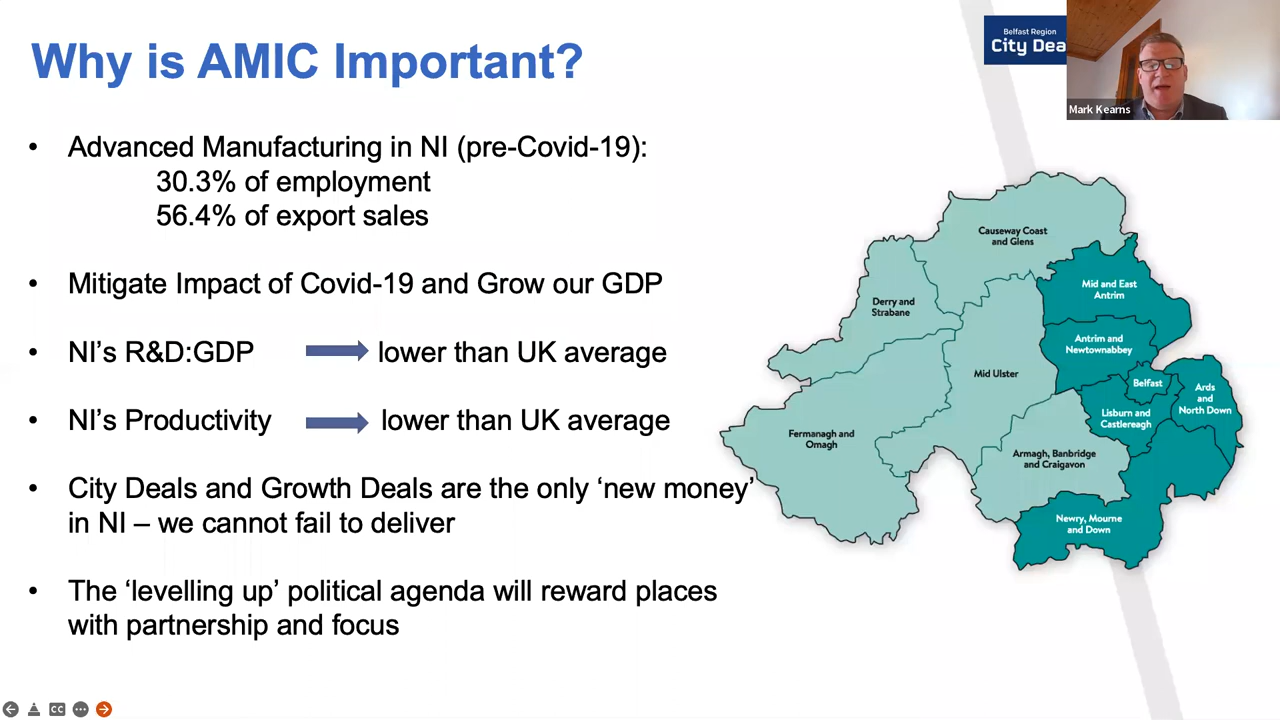 Why is AMIC Important?
Belfast Region
City Dea
Mark Kearns
• Advanced Manufacturing in NI (pre-Covid-19):
30.3% of employment
56.4% of export sales
• Mitigate Impact of Covid-19 and Grow our GDP
• NI's R&D:GDP lower than UK average
• NI's Productivity lower than UK average
• City Deals and Growth Deals are the only ‘new money’
in NI – we cannot fail to deliver
• The ‘levelling up’ political agenda will reward places
with partnership and focus
Causeway Coast
and Glens
Derry and
Strabane
Mid and East
Antrim
Antrim and
Newtownabbey
Mid Ulster
Belfast
Ards
and
North Down
Lisburn and
Castlereagh
Fermanagh and
Omagh
Armagh, Banbridge
and Craigavon
Newry, Mourne
and Down
CC